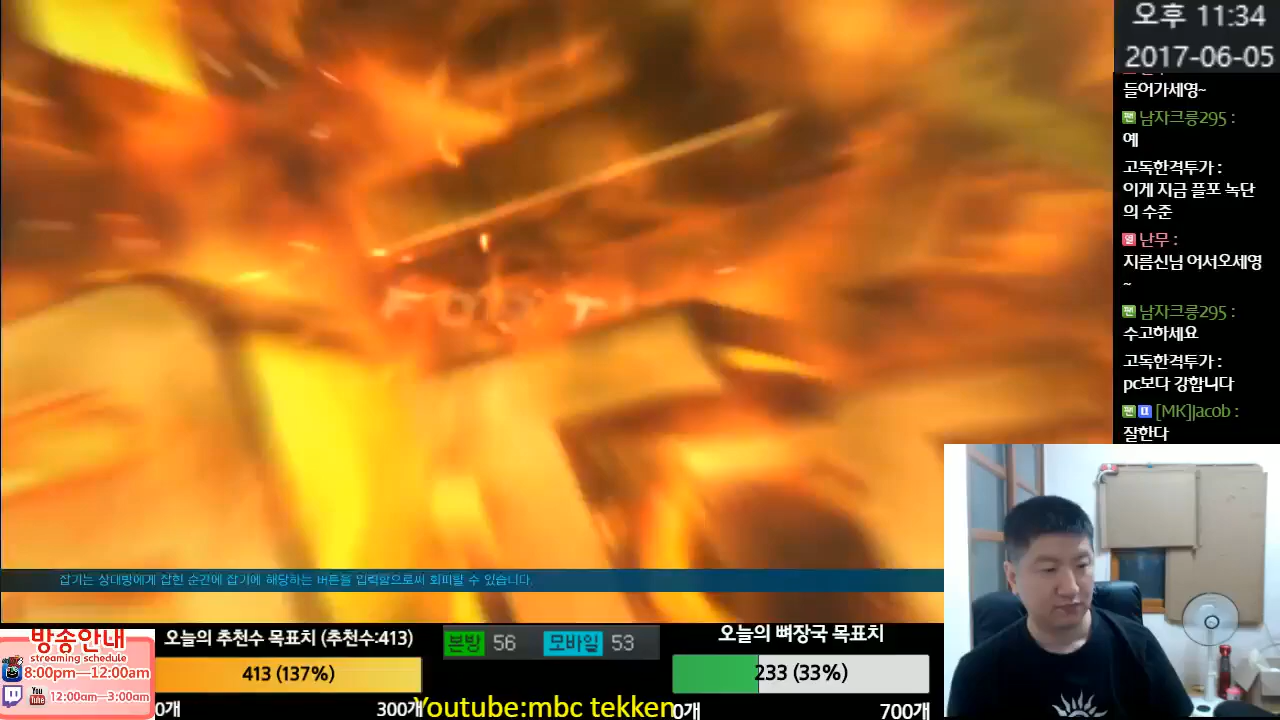 오후 11:34
2017-06-05
들어가세영~
팬 남자크릉295 :
예
고독한격투가 :
이게 지금 플포 녹단
의 수준
열 난무 :
지름신님 어서오세영
~
팬 남자크릉295 :
수고하세요
고독한격투가 :
pc보다 강합니다
팬 [MK]jacob :
잘한다
잡기는 상대방에게 잡힌 순간에 잡기에 해당하는 버튼을 입력함으로써 회피할 수 있습니다.
방송안내
streaming schedule
8:00pm—12:00am
You Tube 12:00am—3:00am
오늘의 추천수 목표치 (추천수:413)
413 (137%)
0개 300개
본방 56 모바일 53
Youtube:mbc tekken
오늘의 뼈장국 목표치
233 (33%)
0개 700개